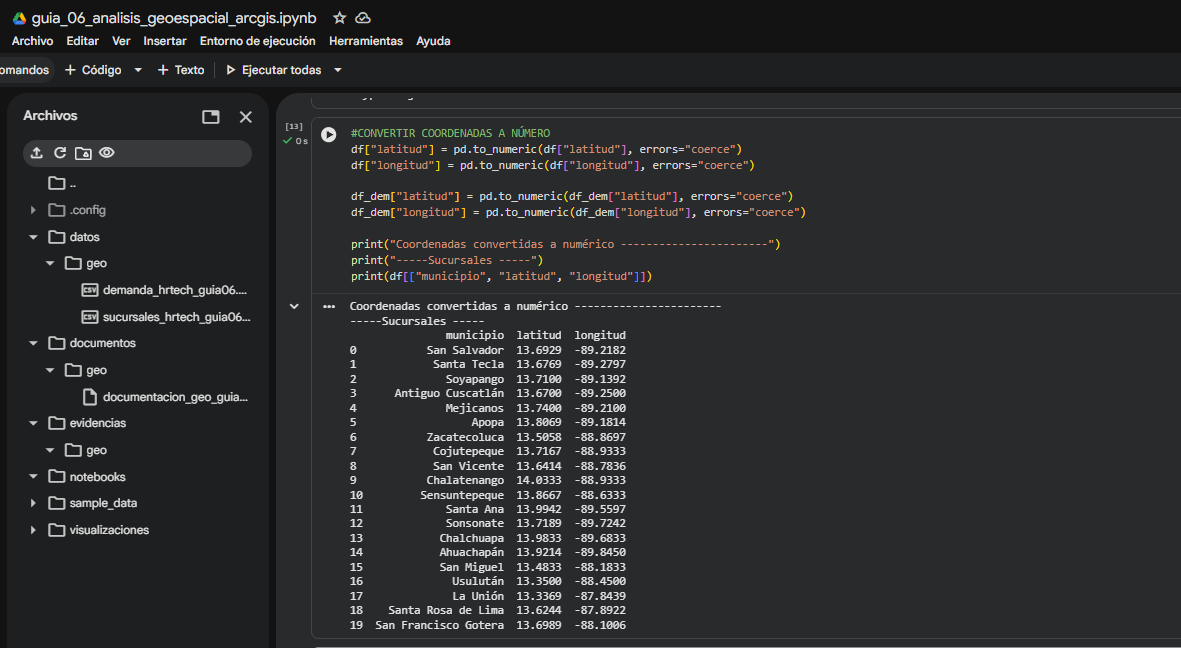 guia_06_analisis_geoespacial_arcgis.ipynb
Archivo Editar Ver Insertar Entorno de ejecución Herramientas Ayuda
omandos + Código + Texto Ejecutar todas
Archivos
..
.config
datos
geo
demanda_hrtech_guia06....
sucursales_hrtech_guia06...
documentos
geo
documentacion_geo_guia...
evidencias
geo
notebooks
sample_data
visualizaciones
[13]
0 s
#CONVERTIR COORDENADAS A NÚMERO
df["latitud"] = pd.to_numeric(df["latitud"], errors="coerce")
df["longitud"] = pd.to_numeric(df["longitud"], errors="coerce")
df_dem["latitud"] = pd.to_numeric(df_dem["latitud"], errors="coerce")
df_dem["longitud"] = pd.to_numeric(df_dem["longitud"], errors="coerce")
print("Coordenadas convertidas a numérico -----------------------")
print("-----Sucursales -----")
print(df[["municipio", "latitud", "longitud"]])
Coordenadas convertidas a numérico -----------------------
-----Sucursales -----
municipio latitud longitud
0 San Salvador 13.6929 -89.2182
1 Santa Tecla 13.6769 -89.2797
2 Soyapango 13.7100 -89.1392
3 Antiguo Cuscatlán 13.6700 -89.2500
4 Mejicanos 13.7400 -89.2100
5 Apopa 13.8069 -89.1814
6 Zacatecoluca 13.5058 -88.8697
7 Cojutepeque 13.7167 -88.9333
8 San Vicente 13.6414 -88.7836
9 Chalatenango 14.0333 -88.9333
10 Sensuntepeque 13.8667 -88.6333
11 Santa Ana 13.9942 -89.5597
12 Sonsonate 13.7189 -89.7242
13 Chalchuapa 13.9833 -89.6833
14 Ahuachapán 13.9214 -89.8450
15 San Miguel 13.4833 -88.1833
16 Usulután 13.3500 -88.4500
17 La Unión 13.3369 -87.8439
18 Santa Rosa de Lima 13.6244 -87.8922
19 San Francisco Gotera 13.6989 -88.1006